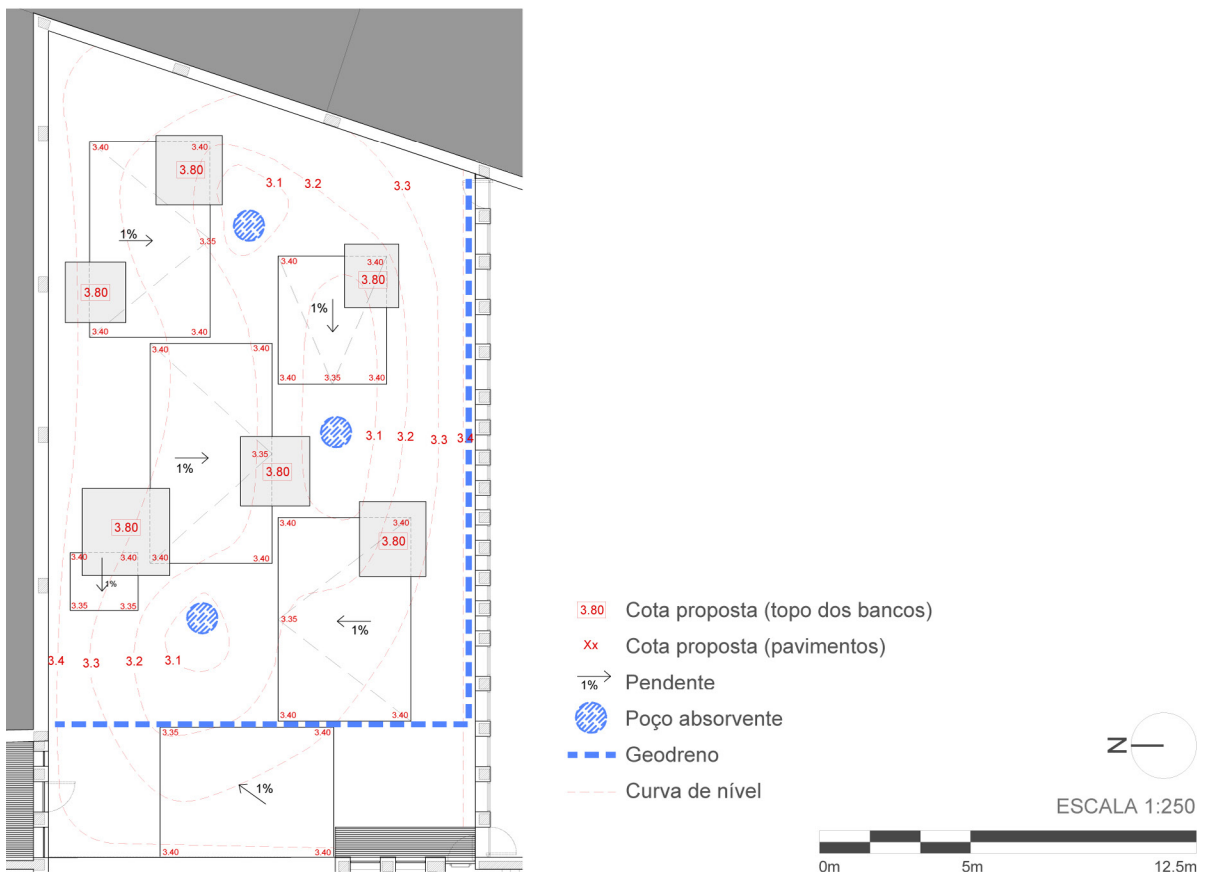 3.40 3.40
3.80
3.1 3.2 3.3
1% 3.35
3.40 3.40
3.80
3.80
1%
3.40 3.40
3.40 3.40
3.40 3.35 3.40
3.1 3.2 3.3 3.4
3.35
1% 3.80
3.40 3.40
3.80 3.80
3.40 3.40 3.40 3.40
1%
3.35 3.35
3.35
1%
3.4 3.3 3.2 3.1
3.40 3.40
3.35 3.40
1%
3.40 3.40
3.80 Cota proposta (topo dos bancos)
Xx Cota proposta (pavimentos)
1% Pendente
Poço absorvente
Geodreno
Curva de nível
N
ESCALA 1:250
0m 5m 12.5m